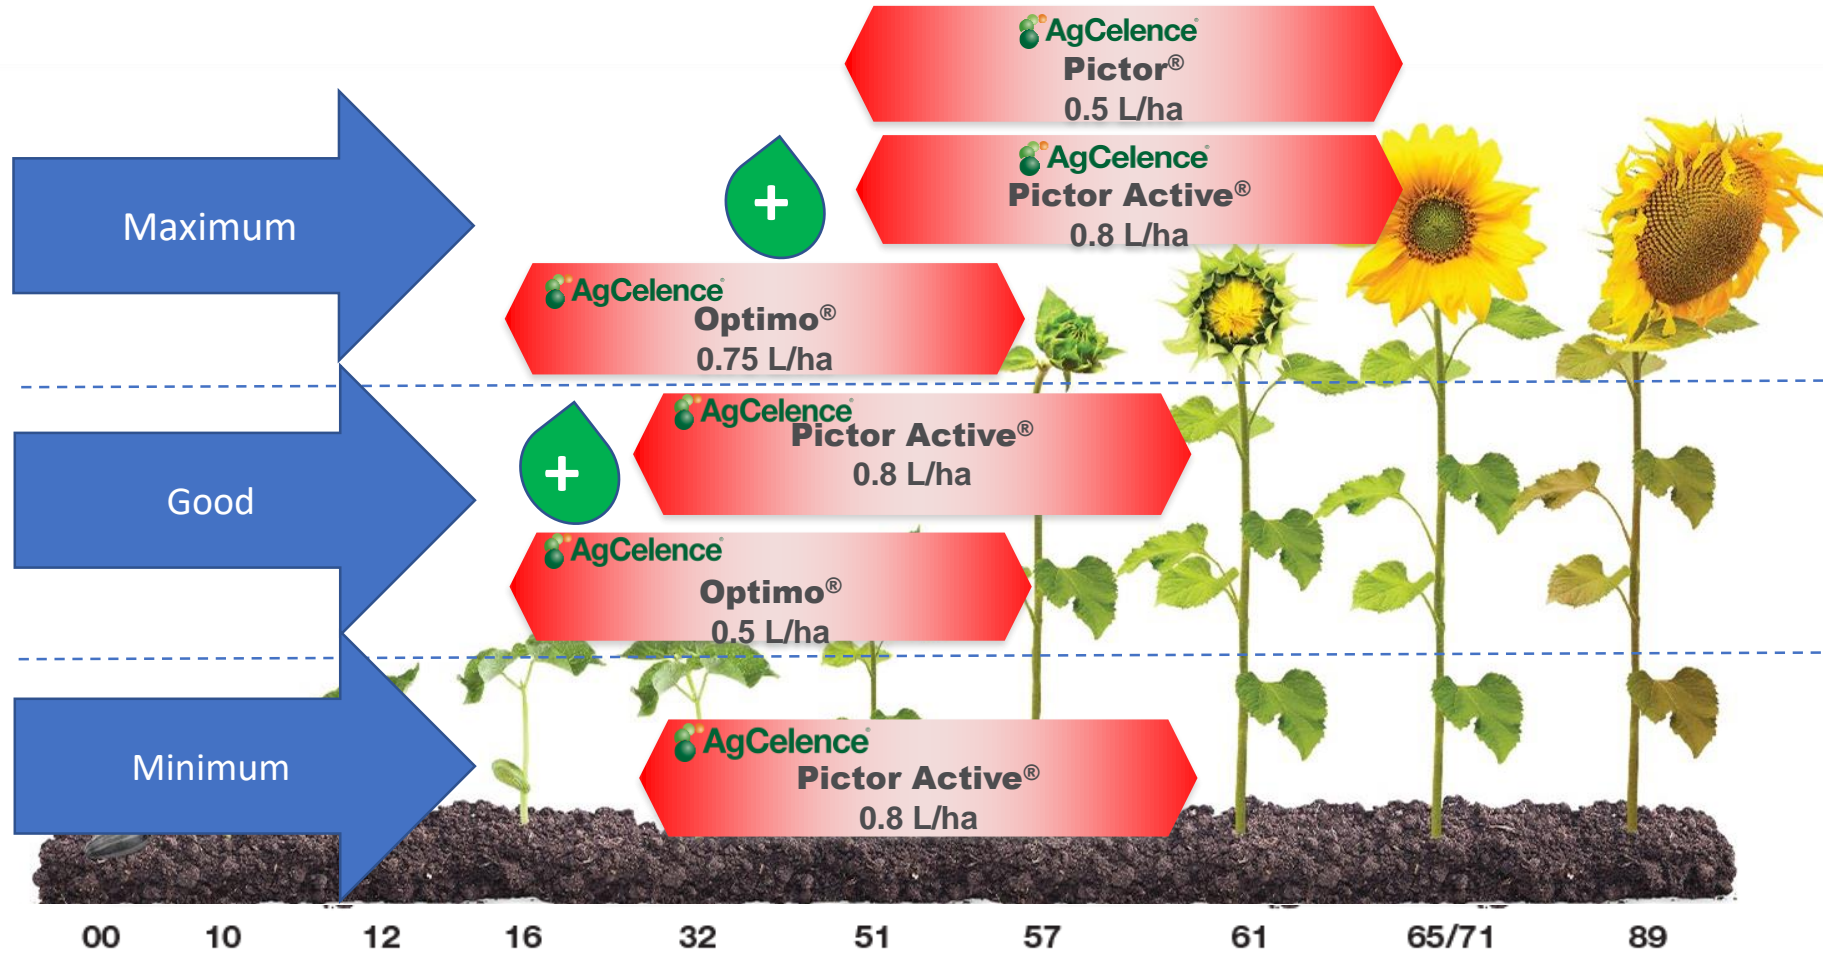 AgCelence
Pictor®
0.5 L/ha
AgCelence
Pictor Active®
0.8 L/ha
+
Maximum
AgCelence
Optimo®
0.75 L/ha
AgCelence
Pictor Active®
0.8 L/ha
+
Good
AgCelence
Optimo®
0.5 L/ha
AgCelence
Pictor Active®
0.8 L/ha
Minimum
00 10 12 16 32 51 57 61 65/71 89